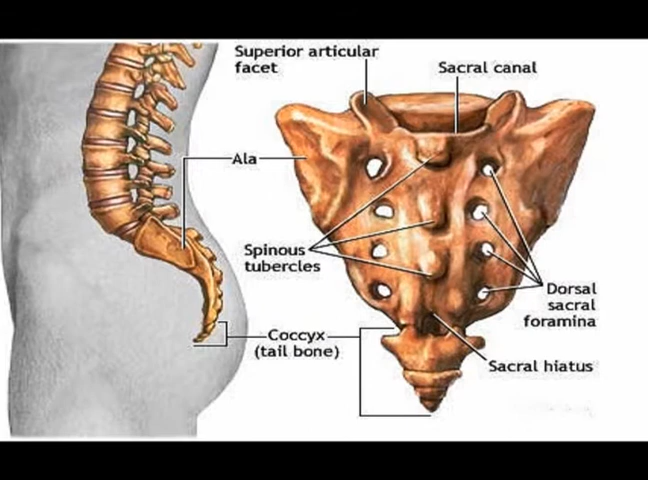 Superior articular
facet
Sacral canal
Ala
Spinous
tubercles
Dorsal
sacral
foramina
Coccyx
(tail bone)
Sacral hiatus